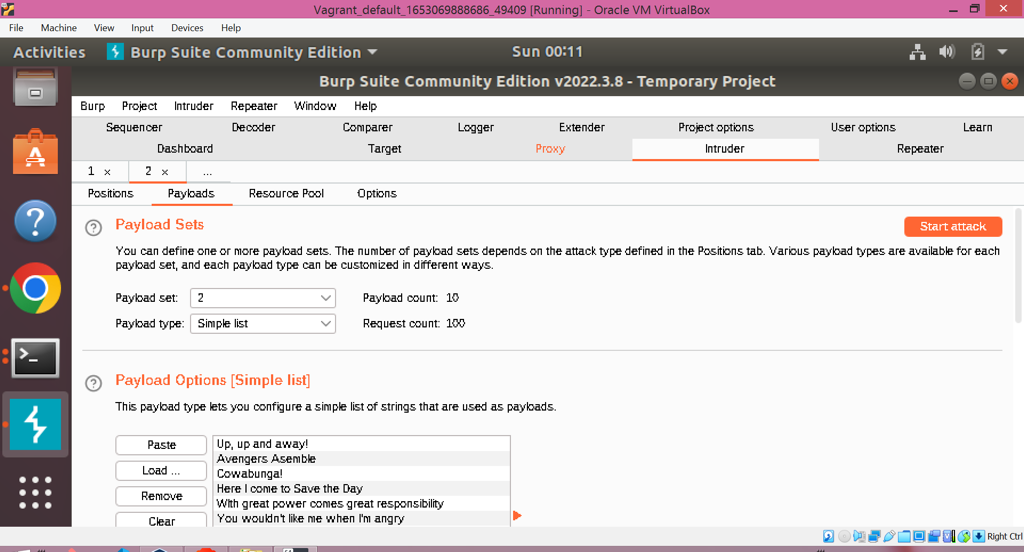 Vagrant_default_1653069888686_49409 [Running] - Oracle VM VirtualBox
File Machine View Input Devices Help
Activities Burp Suite Community Edition Sun 00:11
Burp Suite Community Edition v2022.3.8 - Temporary Project
Burp Project Intruder Repeater Window Help
Sequencer Decoder Comparer Logger Extender Project options User options Learn
Dashboard Target Proxy Intruder Repeater
1 × 2 × ...
Positions Payloads Resource Pool Options
? Payload Sets Start attack
You can define one or more payload sets. The number of payload sets depends on the attack type defined in the Positions tab. Various payload types are available for each
payload set, and each payload type can be customized in different ways.
Payload set: 2 Payload count: 10
Payload type: Simple list Request count: 100
? Payload Options [Simple list]
This payload type lets you configure a simple list of strings that are used as payloads.
Paste Up, up and away!
Avengers Asemble
Load ... Cowabunga!
Here I come to Save the Day
Remove With great power comes great responsibility
Clear You wouldn't like me when I'm angry
Right Ctrl